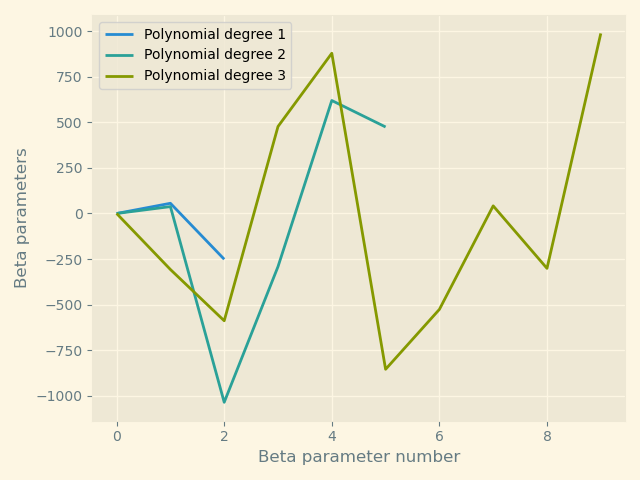 Polynomial degree 1
Polynomial degree 2
Polynomial degree 3
1000
750
500
250
0
−250
−500
−750
−1000
Beta parameters
0 2 4 6 8
Beta parameter number